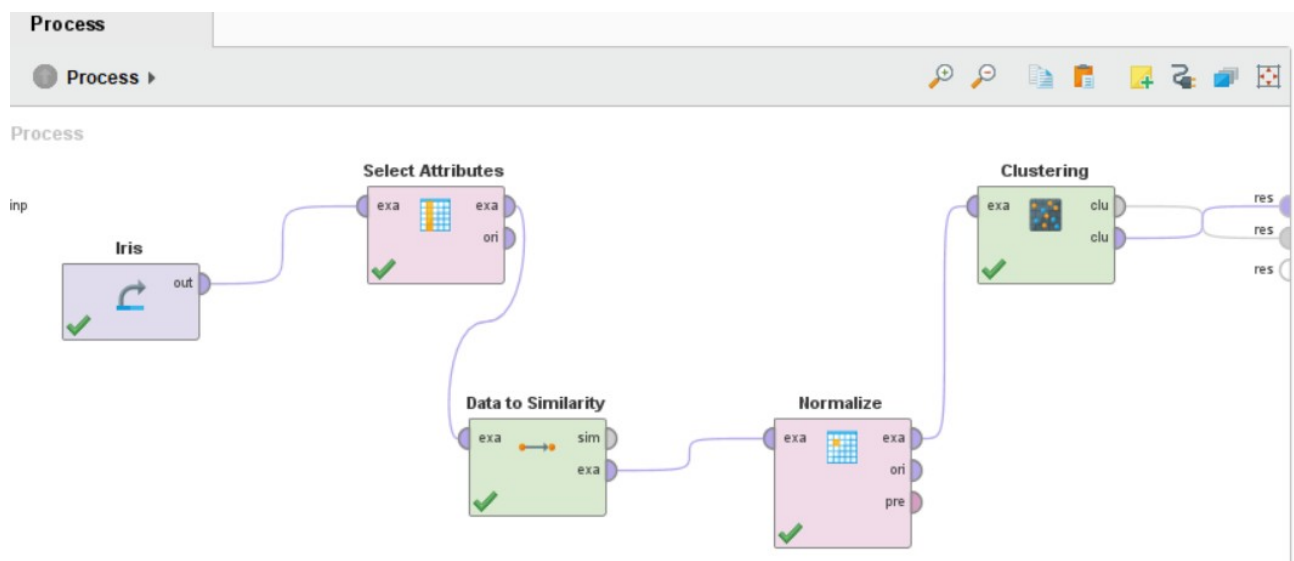 Process
Process
Process
inp
Iris
out
Select Attributes
exa
exa
ori
Data to Similarity
exa
sim
exa
Normalize
exa
exa
ori
pre
Clustering
exa
clu
clu
res
res
res